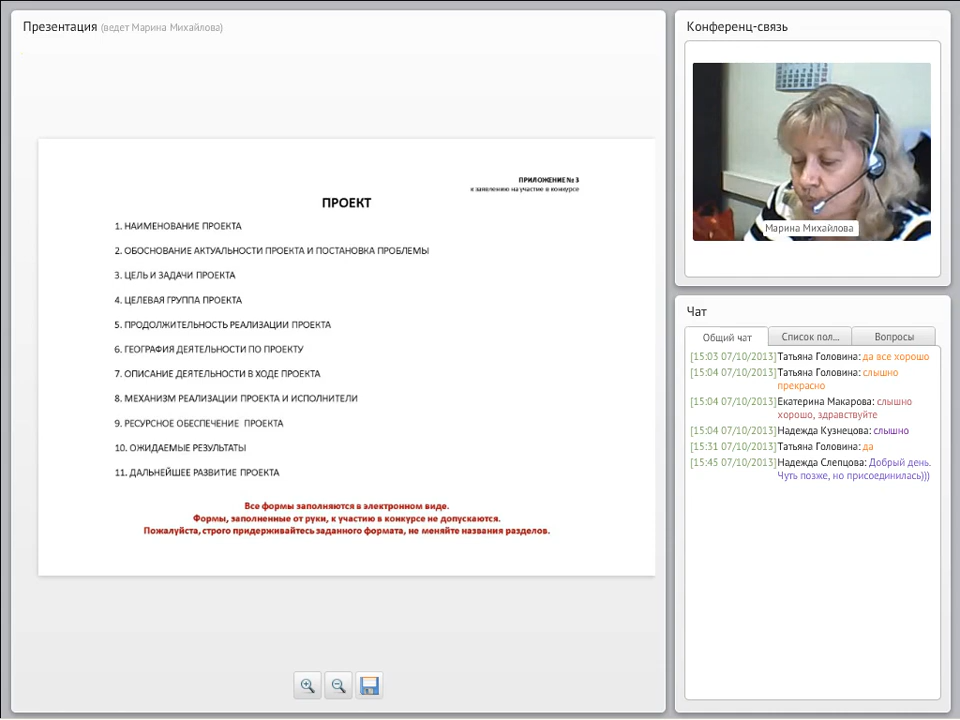 Презентация (ведет Марина Михайлова)
ПРИЛОЖЕНИЕ № 3
к заявлению на участие в конкурсе
ПРОЕКТ
1. НАИМЕНОВАНИЕ ПРОЕКТА
2. ОБОСНОВАНИЕ АКТУАЛЬНОСТИ ПРОЕКТА И ПОСТАНОВКА ПРОБЛЕМЫ
3. ЦЕЛЬ И ЗАДАЧИ ПРОЕКТА
4. ЦЕЛЕВАЯ ГРУППА ПРОЕКТА
5. ПРОДОЛЖИТЕЛЬНОСТЬ РЕАЛИЗАЦИИ ПРОЕКТА
6. ГЕОГРАФИЯ ДЕЯТЕЛЬНОСТИ ПО ПРОЕКТУ
7. ОПИСАНИЕ ДЕЯТЕЛЬНОСТИ В ХОДЕ ПРОЕКТА
8. МЕХАНИЗМ РЕАЛИЗАЦИИ ПРОЕКТА И ИСПОЛНИТЕЛИ
9. РЕСУРСНОЕ ОБЕСПЕЧЕНИЕ ПРОЕКТА
10. ОЖИДАЕМЫЕ РЕЗУЛЬТАТЫ
11. ДАЛЬНЕЙШЕЕ РАЗВИТИЕ ПРОЕКТА
Все формы заполняются в электронном виде.
Формы, заполненные от руки, к участию в конкурсе не допускаются.
Пожалуйста, строго придерживайтесь заданного формата, не меняйте названия разделов.
Конференц-связь
Марина Михайлова
Чат
Общий чат
Список пол...
Вопросы
[15:03 07/10/2013]Татьяна Головина: да все хорошо
[15:04 07/10/2013]Татьяна Головина: слышно
прекрасно
[15:04 07/10/2013]Екатерина Макарова: слышно
хорошо, здравствуйте
[15:04 07/10/2013]Надежда Кузнецова: слышно
[15:31 07/10/2013]Татьяна Головина: да
[15:45 07/10/2013]Надежда Слепцова: Добрый день.
Чуть позже, но присоединилась)))